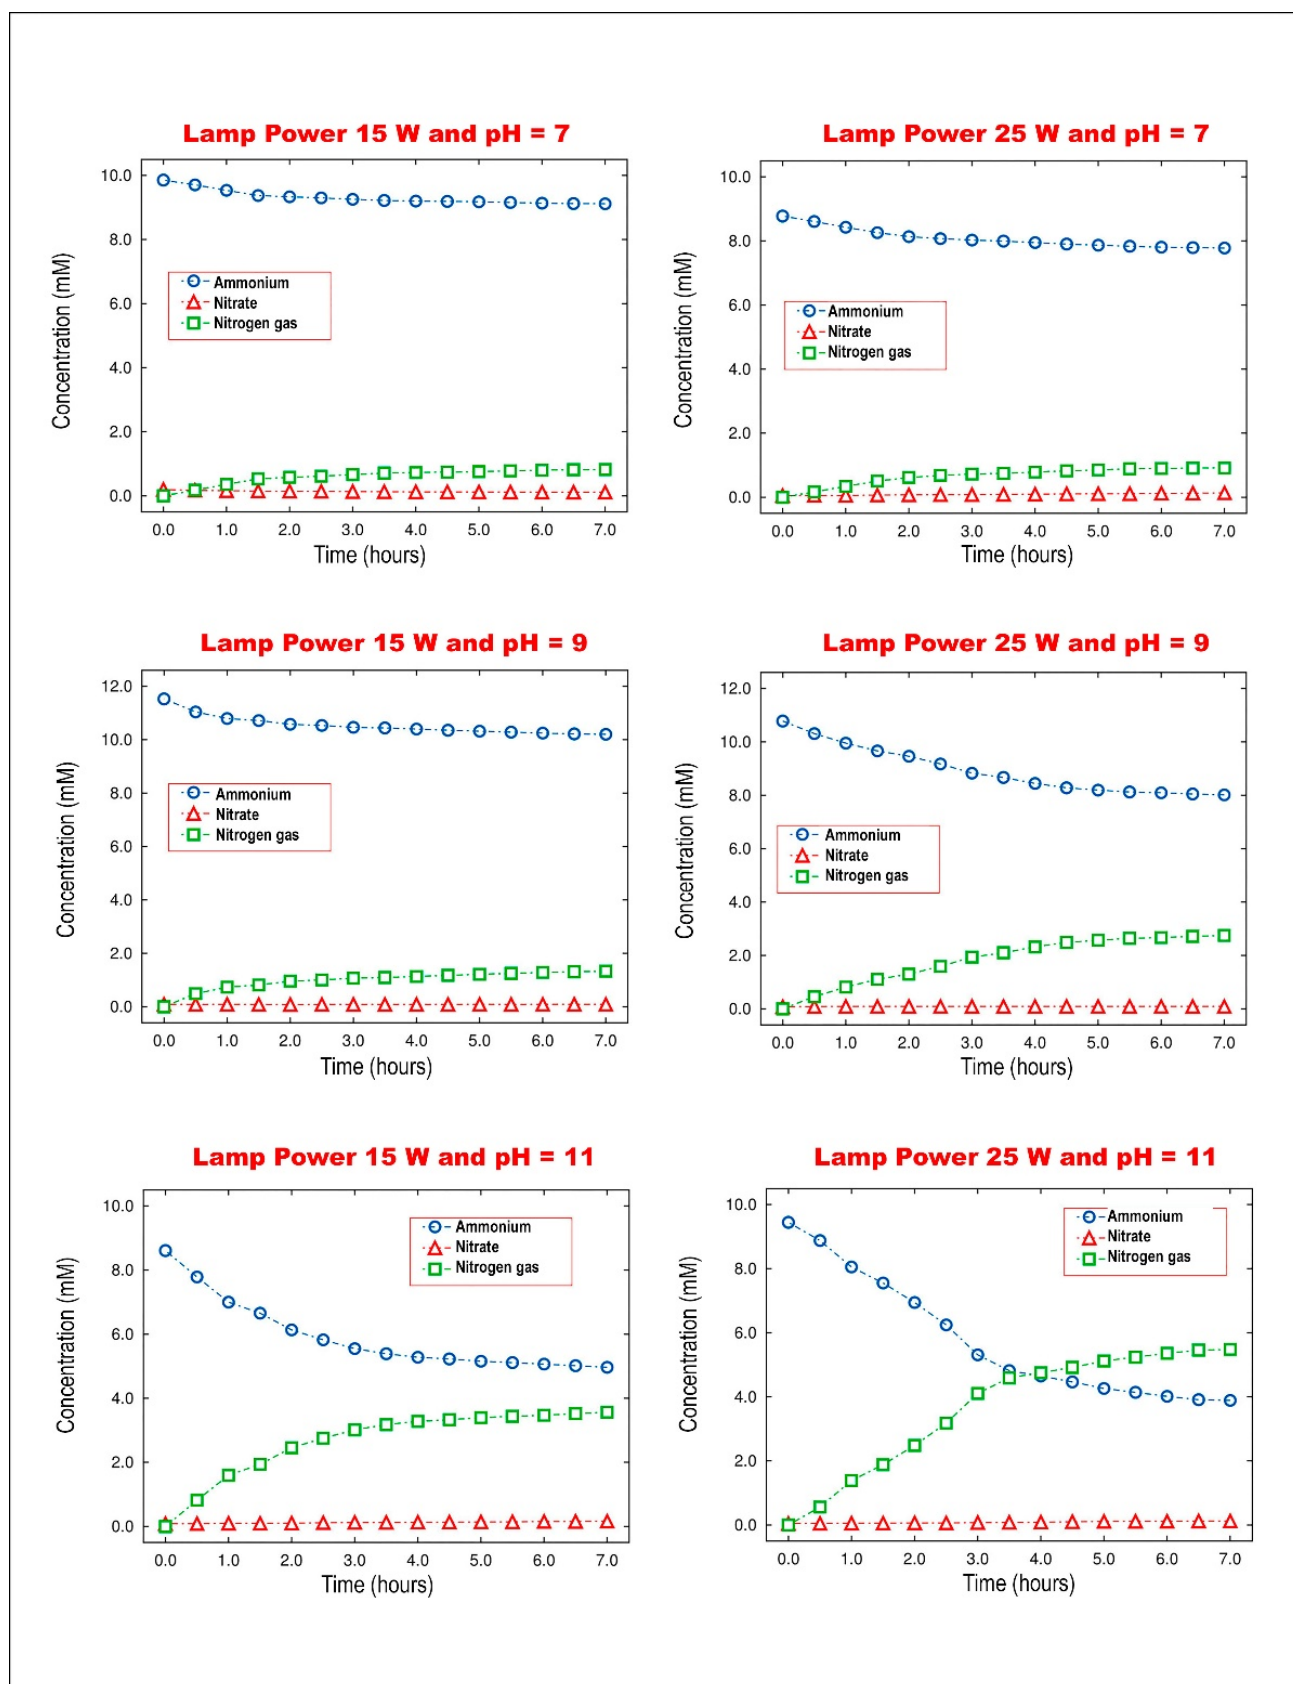 Lamp Power 15 W and pH = 7
10.0
8.0
6.0
4.0
2.0
0.0
Concentration (mM)
Ammonium
Nitrate
Nitrogen gas
0.0 1.0 2.0 3.0 4.0 5.0 6.0 7.0
Time (hours)
Lamp Power 25 W and pH = 7
10.0
8.0
6.0
4.0
2.0
0.0
Concentration (mM)
Ammonium
Nitrate
Nitrogen gas
0.0 1.0 2.0 3.0 4.0 5.0 6.0 7.0
Time (hours)
Lamp Power 15 W and pH = 9
12.0
10.0
8.0
6.0
4.0
2.0
0.0
Concentration (mM)
Ammonium
Nitrate
Nitrogen gas
0.0 1.0 2.0 3.0 4.0 5.0 6.0 7.0
Time (hours)
Lamp Power 25 W and pH = 9
12.0
10.0
8.0
6.0
4.0
2.0
0.0
Concentration (mM)
Ammonium
Nitrate
Nitrogen gas
0.0 1.0 2.0 3.0 4.0 5.0 6.0 7.0
Time (hours)
Lamp Power 15 W and pH = 11
10.0
8.0
6.0
4.0
2.0
0.0
Concentration (mM)
Ammonium
Nitrate
Nitrogen gas
0.0 1.0 2.0 3.0 4.0 5.0 6.0 7.0
Time (hours)
Lamp Power 25 W and pH = 11
10.0
8.0
6.0
4.0
2.0
0.0
Concentration (mM)
Ammonium
Nitrate
Nitrogen gas
0.0 1.0 2.0 3.0 4.0 5.0 6.0 7.0
Time (hours)